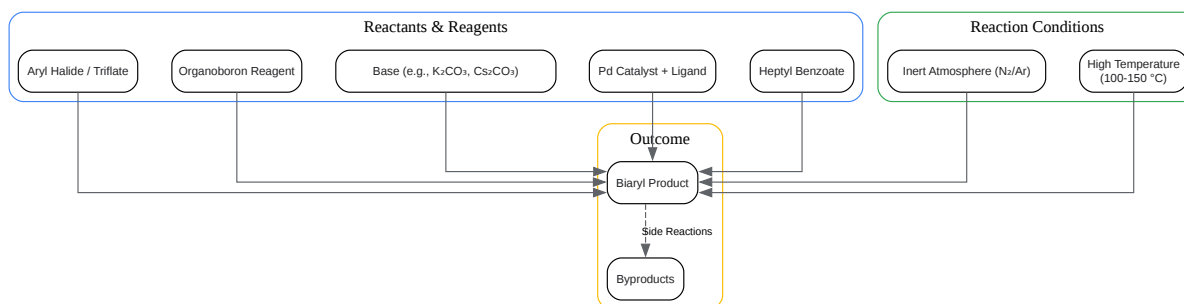 Reactants & Reagents
Reaction Conditions
Aryl Halide / Triflate
Organoboron Reagent
Base (e.g., K₂CO₃, Cs₂CO₃)
Pd Catalyst + Ligand
Heptyl Benzoate
Inert Atmosphere (N₂/Ar)
High Temperature
(100-150 °C)
Outcome
Biaryl Product
Side Reactions
Byproducts